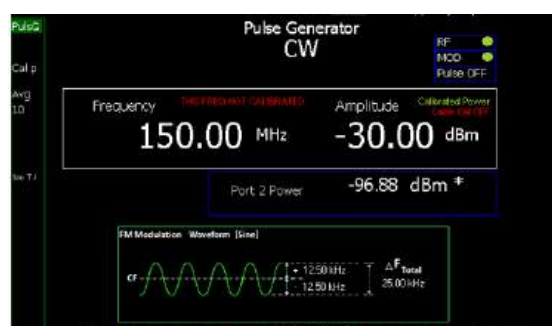 PulsG
Pulse Generator
CW
RF
MOD
Pulse OFF
Cal p
Avg
10
Frequency THIS FREQ NOT CALIBRATED
Amplitude Calibrated Power
150.00 MHz
-30.00 dBm
Port 2 Power -96.88 dBm *
FM Modulation Waveform [Sine]
CF
+ 12.50 kHz
- 12.50 kHz
ΔF Total
25.00 kHz